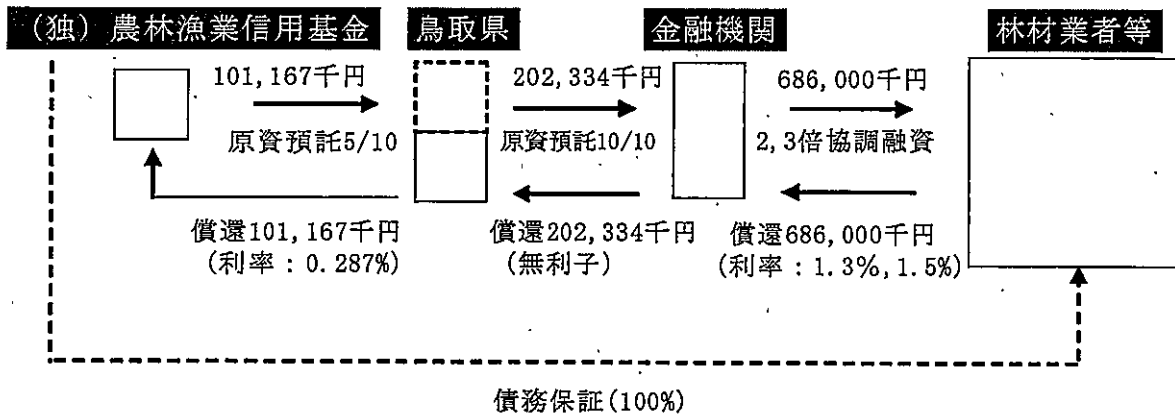 （独）農林漁業信用基金
鳥取県
金融機関
林材業者等
101,167千円
202,334千円
686,000千円
原資預託5/10
原資預託10/10
2,3倍協調融資
償還101,167千円
(利率：0.287%)
償還202,334千円
(無利子)
償還686,000千円
(利率：1.3%,1.5%)
債務保証(100%)